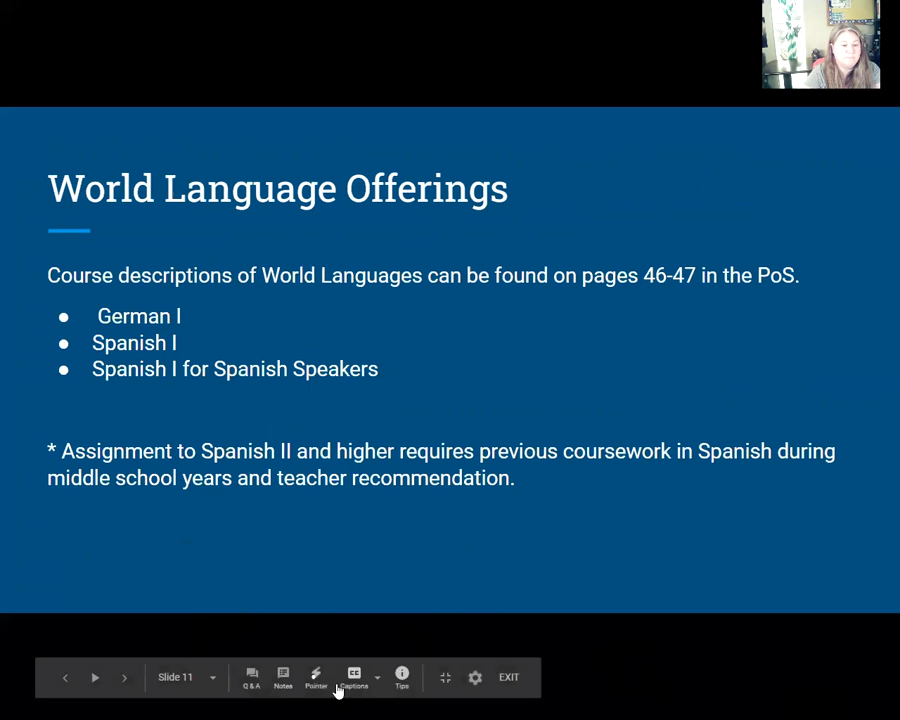 World Language Offerings
Course descriptions of World Languages can be found on pages 46-47 in the PoS.
● German I
● Spanish I
● Spanish I for Spanish Speakers
* Assignment to Spanish II and higher requires previous coursework in Spanish during
middle school years and teacher recommendation.
Slide 11
Q & A
Notes
Pointer
Captions
Tips
EXIT